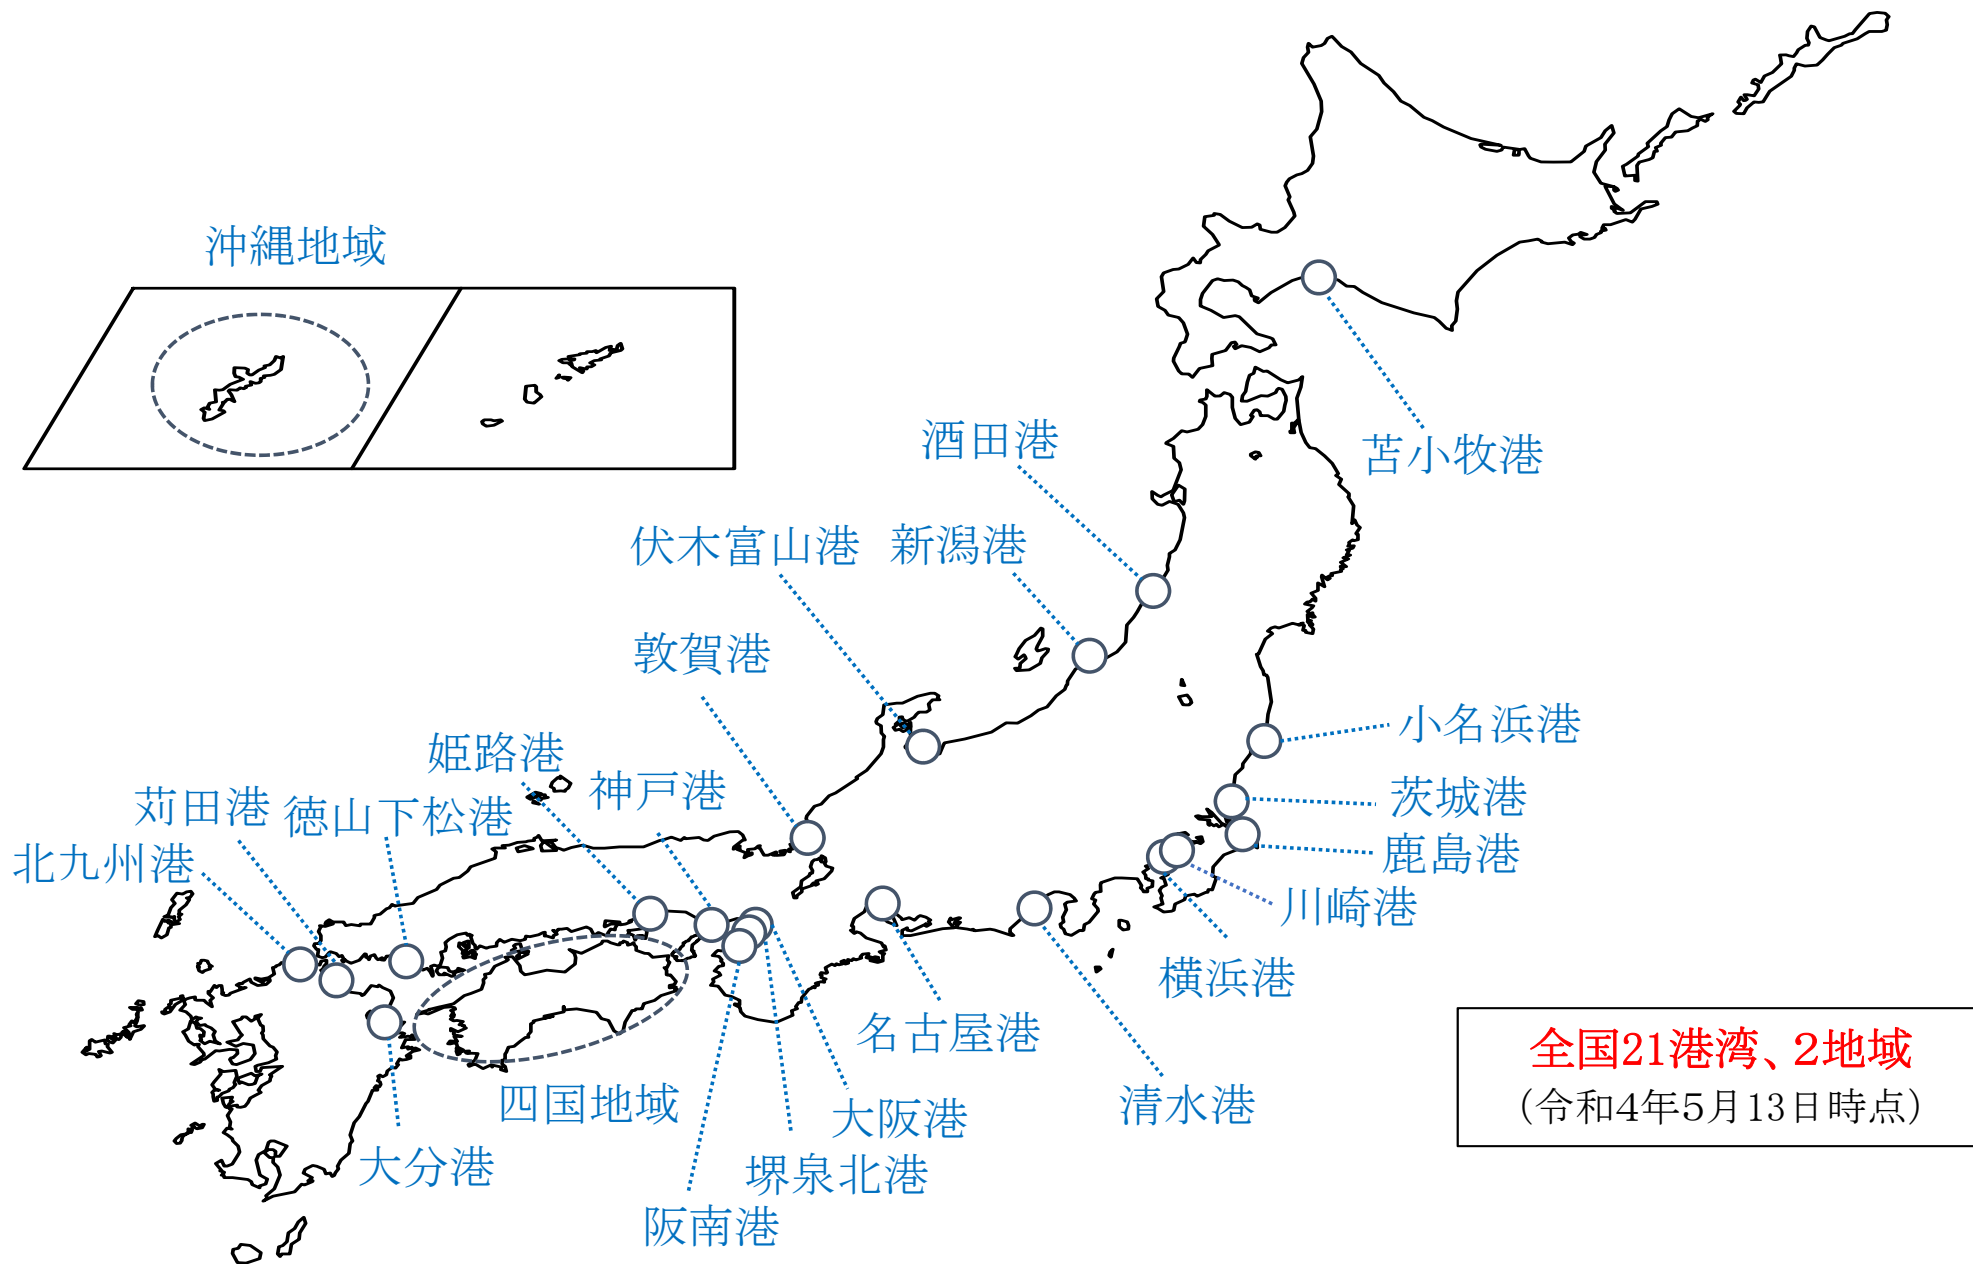 沖縄地域
酒田港
苫小牧港
伏木富山港
新潟港
敦賀港
小名浜港
姫路港
神戸港
茨城港
苅田港
徳山下松港
鹿島港
北九州港
川崎港
横浜港
名古屋港
清水港
四国地域
大阪港
大分港
堺泉北港
阪南港
全国21港湾、2地域
（令和4年5月13日時点）